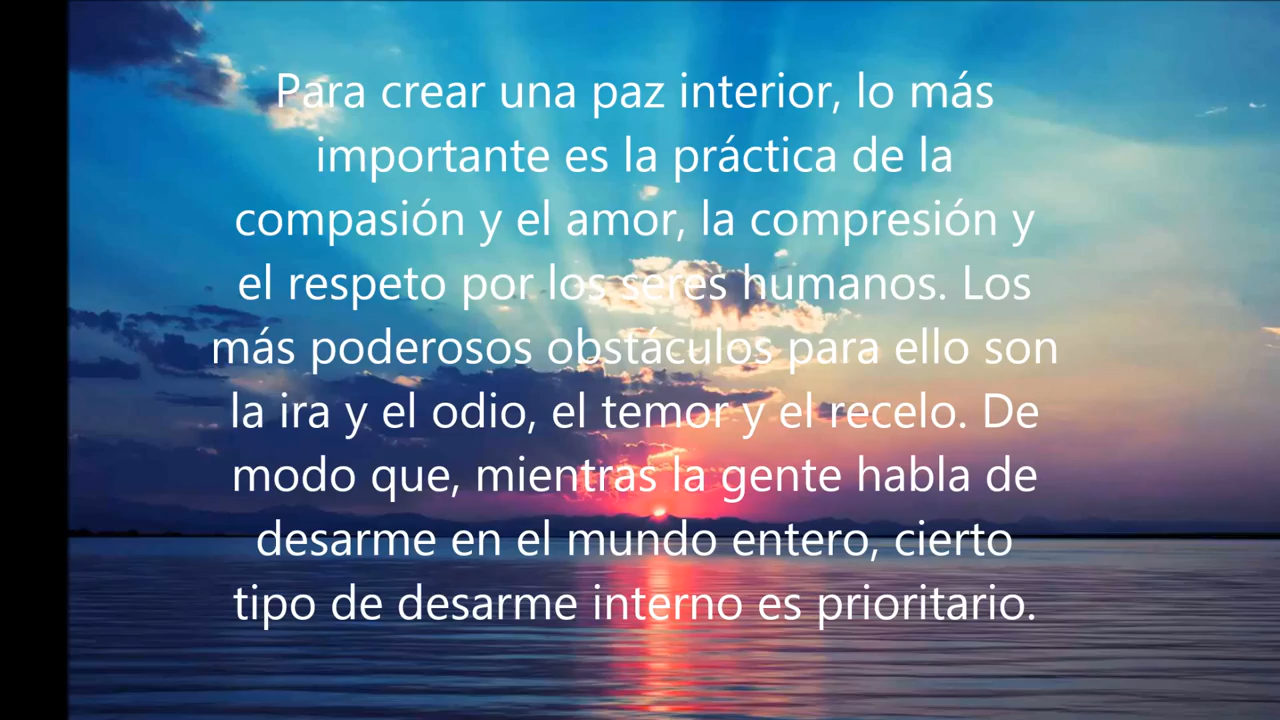 Para crear una paz interior, lo más
importante es la práctica de la
compasión y el amor, la compresión y
el respeto por los seres humanos. Los
más poderosos obstáculos para ello son
la ira y el odio, el temor y el recelo. De
modo que, mientras la gente habla de
desarme en el mundo entero, cierto
tipo de desarme interno es prioritario.